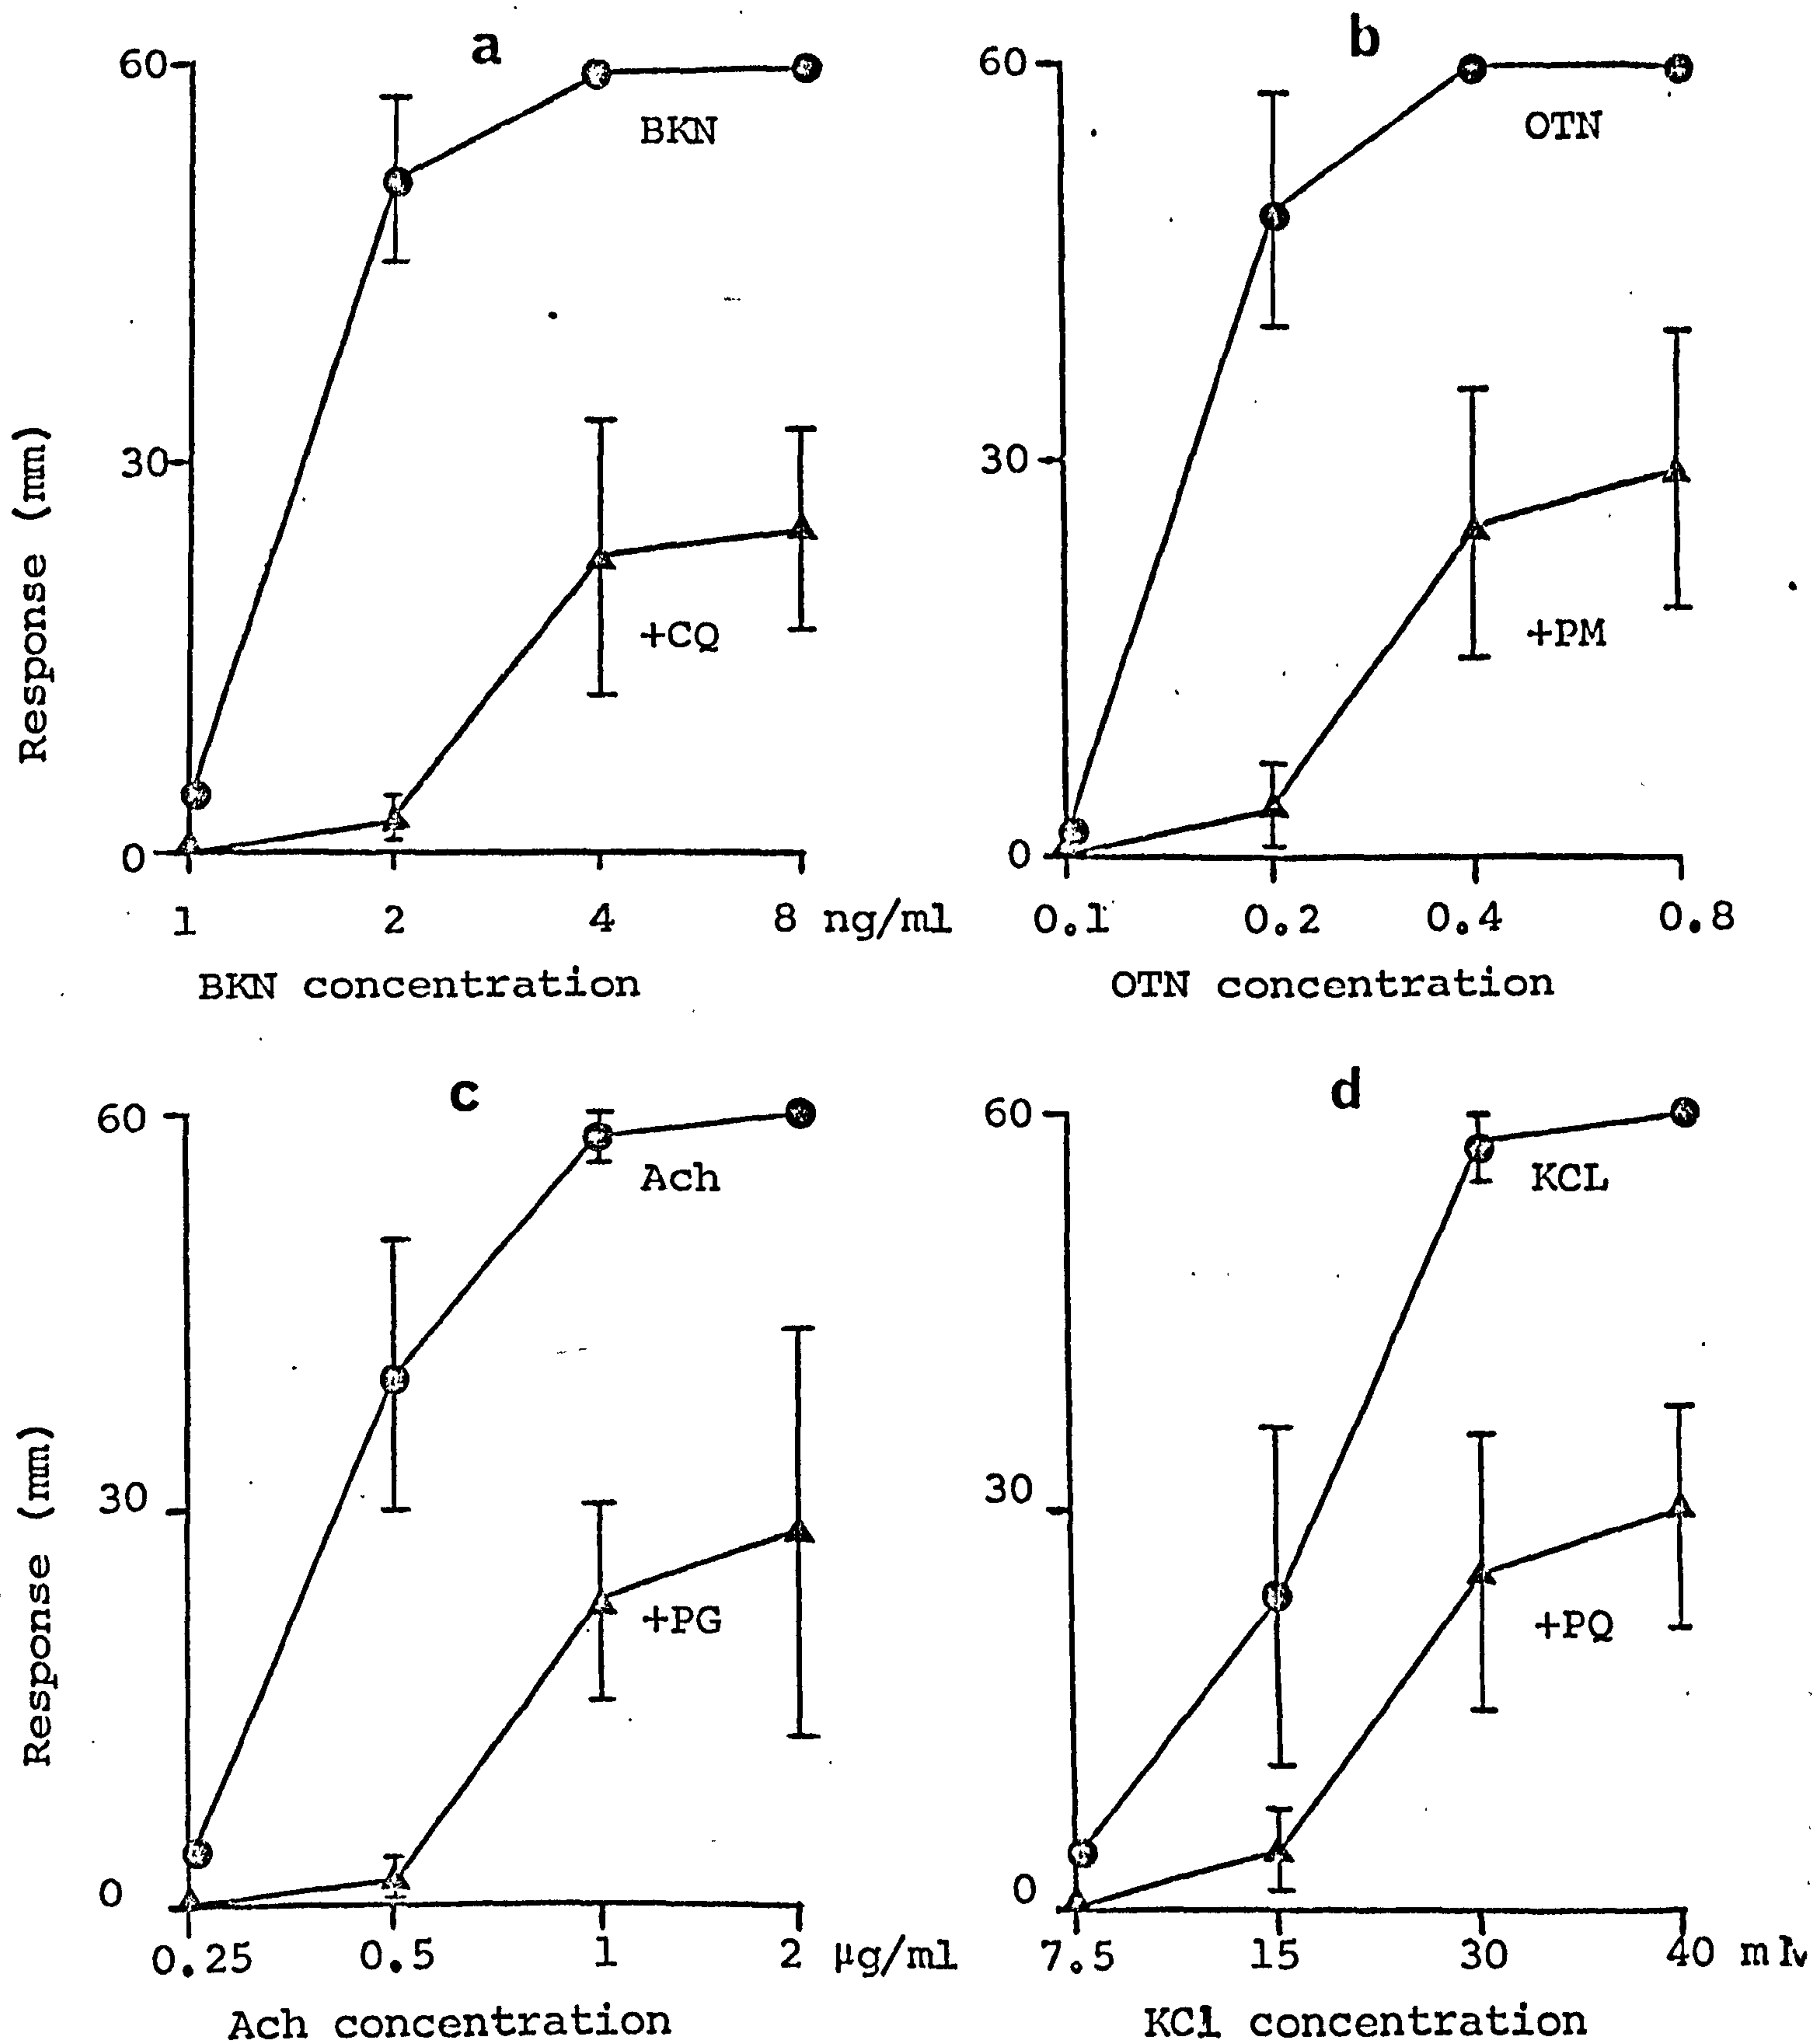 a
60
BKN
30
+CQ
0
1 2 4 8 ng/ml
BKN concentration
Response (mm)
b
60
OTN
30
+PM
0
0.1 0.2 0.4 0.8
OTN concentration
c
60
Ach
30
+PG
0
0.25 0.5 1 2 µg/ml
Ach concentration
Response (mm)
d
60
KCL
30
+PQ
0
7.5 15 30 40
KCl concentration